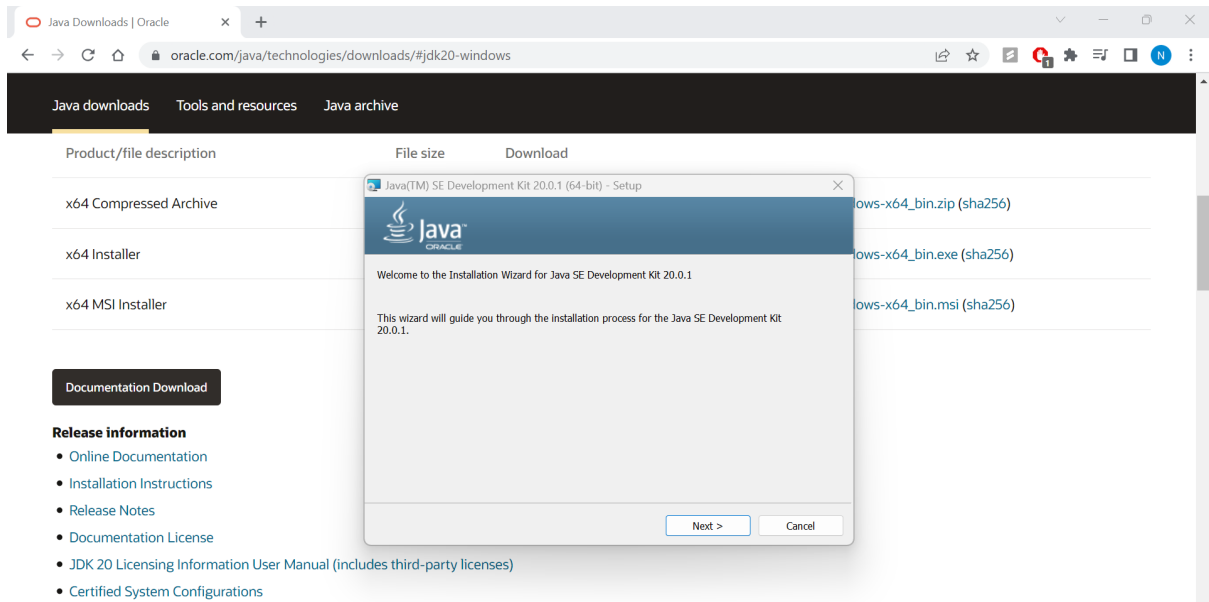 Java Downloads | Oracle
oracle.com/java/technologies/downloads/#jdk20-windows
1
N
Java downloads Tools and resources Java archive
Product/file description File size Download
Java(TM) SE Development Kit 20.0.1 (64-bit) - Setup
x64 Compressed Archive
ows-x64_bin.zip (sha256)
Java™
ORACLE
x64 Installer
ows-x64_bin.exe (sha256)
Welcome to the Installation Wizard for Java SE Development Kit 20.0.1
x64 MSI Installer
ows-x64_bin.msi (sha256)
This wizard will guide you through the installation process for the Java SE Development Kit
20.0.1.
Documentation Download
Release information
• Online Documentation
• Installation Instructions
• Release Notes
Next > Cancel
• Documentation License
• JDK 20 Licensing Information User Manual (includes third-party licenses)
• Certified System Configurations